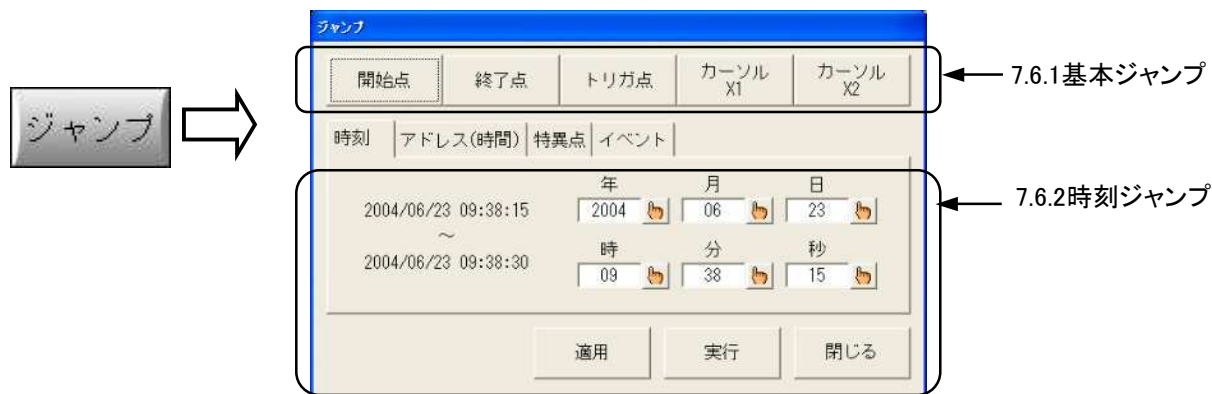 ジャンプ
ジャンプ
開始点 終了点 トリガ点 カーソル X1 カーソル X2
7.6.1基本ジャンプ
時刻 アドレス(時間) 特異点 イベント
年 月 日
2004/06/23 09:38:15 2004 06 23
7.6.2時刻ジャンプ
～
時 分 秒
2004/06/23 09:38:30 09 38 15
適用 実行 閉じる